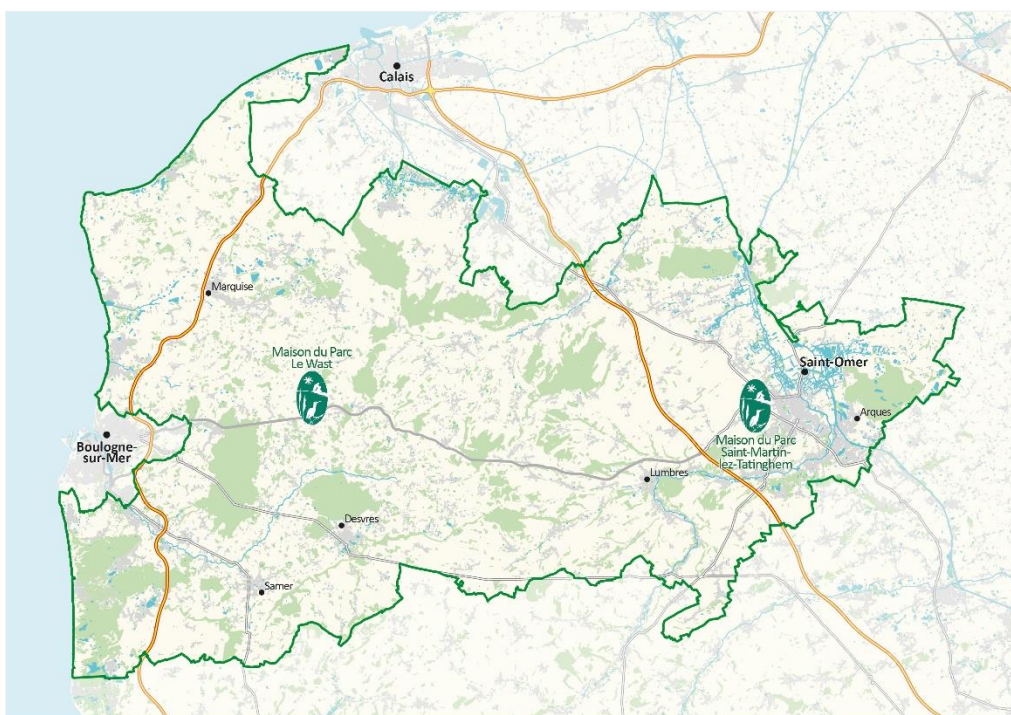 Calais
Marquise
Maison du Parc
Le Wast
Saint-Omer
Arques
Maison du Parc
Saint-Martin-
lez-Tatinghem
Boulogne-
sur-Mer
Lumbres
Desvres
Samer